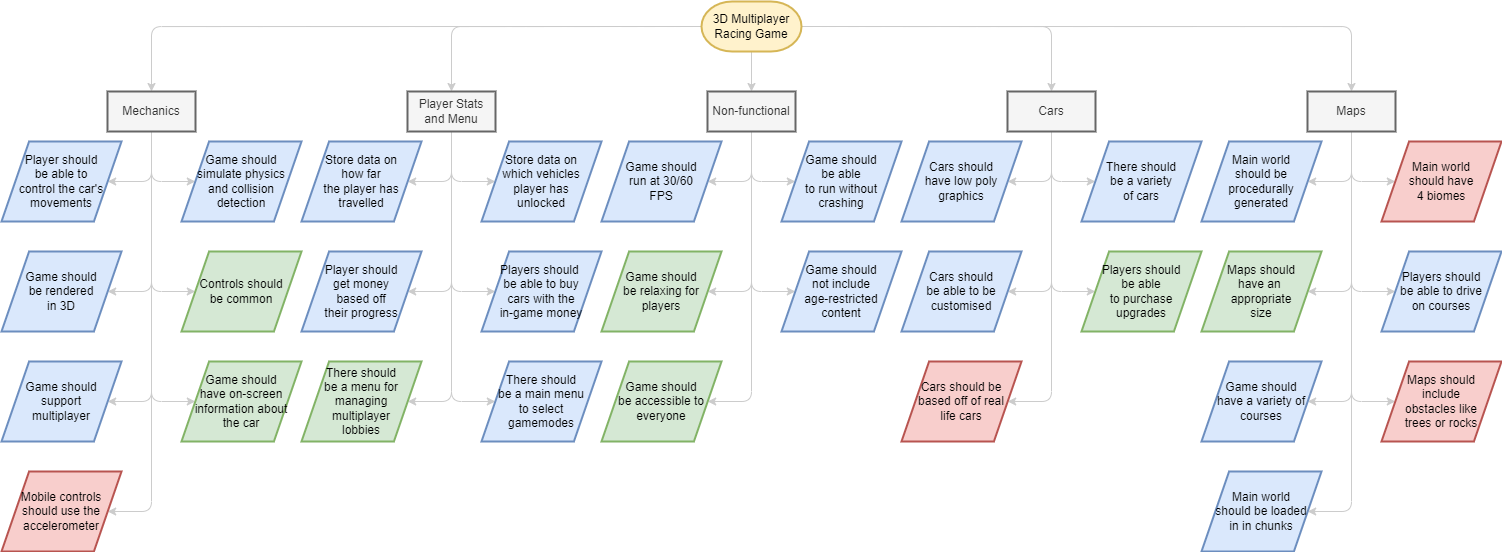 3D Multiplayer
Racing Game
Mechanics
Player Stats
and Menu
Non-functional
Cars
Maps
Player should
be able to
control the car's
movements
Game should
simulate physics
and collision
detection
Store data on
how far
the player has
travelled
Store data on
which vehicles
player has
unlocked
Game should
run at 30/60
FPS
Game should
be able
to run without
crashing
Cars should
have low poly
graphics
There should
be a variety
of cars
Main world
should be
procedurally
generated
Main world
should have
4 biomes
Game should
be rendered
in 3D
Controls should
be common
Player should
get money
based off
their progress
Players should
be able to buy
cars with the
in-game money
Game should
be relaxing for
players
Game should
not include
age-restricted
content
Cars should
be able to be
customised
Players should
be able
to purchase
upgrades
Maps should
have an
appropriate
size
Players should
be able to drive
on courses
Game should
support
multiplayer
Game should
have on-screen
information about
the car
There should
be a menu for
managing
multiplayer
lobbies
There should
be a main menu
to select
gamemodes
Game should
be accessible to
everyone
Cars should be
based off of real
life cars
Game should
have a variety of
courses
Maps should
include
obstacles like
trees or rocks
Mobile controls
should use the
accelerometer
Main world
should be loaded
in in chunks